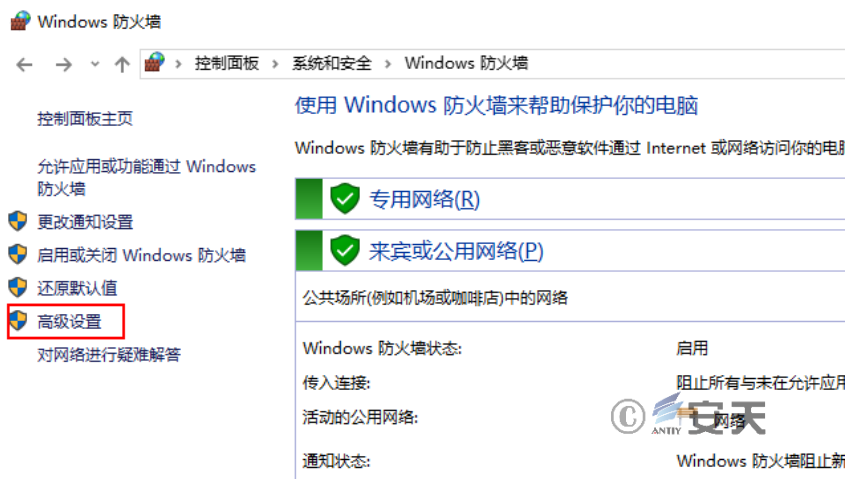 Windows 防火墙
控制面板 › 系统和安全 › Windows 防火墙
控制面板主页
允许应用或功能通过 Windows
防火墙
更改通知设置
启用或关闭 Windows 防火墙
还原默认值
高级设置
对网络进行疑难解答
使用 Windows 防火墙来帮助保护你的电脑
Windows 防火墙有助于防止黑客或恶意软件通过 Internet 或网络访问你的电脑
专用网络(R)
来宾或公用网络(P)
公共场所(例如机场或咖啡店)中的网络
Windows 防火墙状态: 启用
传入连接: 阻止所有与未在允许应用
活动的公用网络: 网络
通知状态: Windows 防火墙阻止新
© ANTIY 安天